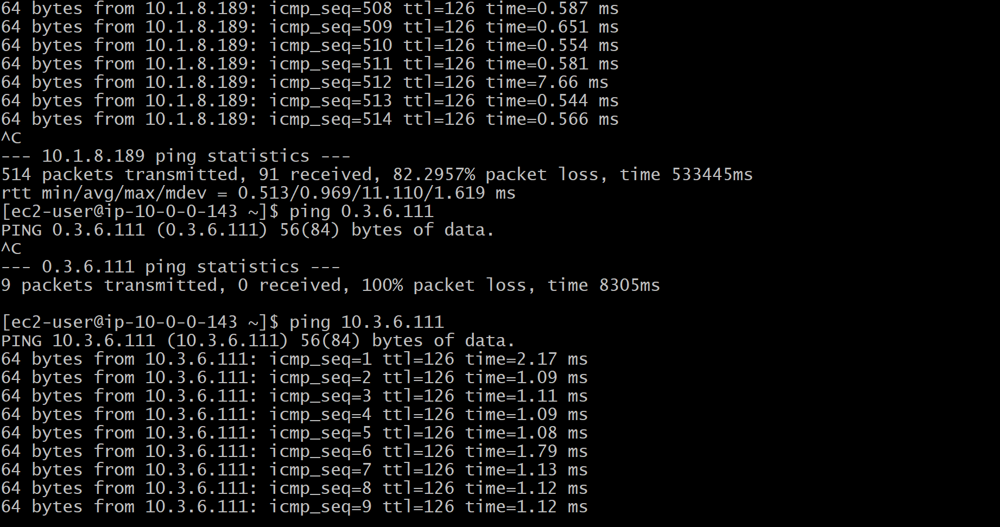 64 bytes from 10.1.8.189: icmp_seq=508 ttl=126 time=0.587 ms
64 bytes from 10.1.8.189: icmp_seq=509 ttl=126 time=0.651 ms
64 bytes from 10.1.8.189: icmp_seq=510 ttl=126 time=0.554 ms
64 bytes from 10.1.8.189: icmp_seq=511 ttl=126 time=0.581 ms
64 bytes from 10.1.8.189: icmp_seq=512 ttl=126 time=7.66 ms
64 bytes from 10.1.8.189: icmp_seq=513 ttl=126 time=0.544 ms
64 bytes from 10.1.8.189: icmp_seq=514 ttl=126 time=0.566 ms
^C
--- 10.1.8.189 ping statistics ---
514 packets transmitted, 91 received, 82.2957% packet loss, time 533445ms
rtt min/avg/max/mdev = 0.513/0.969/11.110/1.619 ms
[ec2-user@ip-10-0-0-143 ~]$ ping 0.3.6.111
PING 0.3.6.111 (0.3.6.111) 56(84) bytes of data.
^C
--- 0.3.6.111 ping statistics ---
9 packets transmitted, 0 received, 100% packet loss, time 8305ms
[ec2-user@ip-10-0-0-143 ~]$ ping 10.3.6.111
PING 10.3.6.111 (10.3.6.111) 56(84) bytes of data.
64 bytes from 10.3.6.111: icmp_seq=1 ttl=126 time=2.17 ms
64 bytes from 10.3.6.111: icmp_seq=2 ttl=126 time=1.09 ms
64 bytes from 10.3.6.111: icmp_seq=3 ttl=126 time=1.11 ms
64 bytes from 10.3.6.111: icmp_seq=4 ttl=126 time=1.09 ms
64 bytes from 10.3.6.111: icmp_seq=5 ttl=126 time=1.08 ms
64 bytes from 10.3.6.111: icmp_seq=6 ttl=126 time=1.79 ms
64 bytes from 10.3.6.111: icmp_seq=7 ttl=126 time=1.13 ms
64 bytes from 10.3.6.111: icmp_seq=8 ttl=126 time=1.12 ms
64 bytes from 10.3.6.111: icmp_seq=9 ttl=126 time=1.12 ms